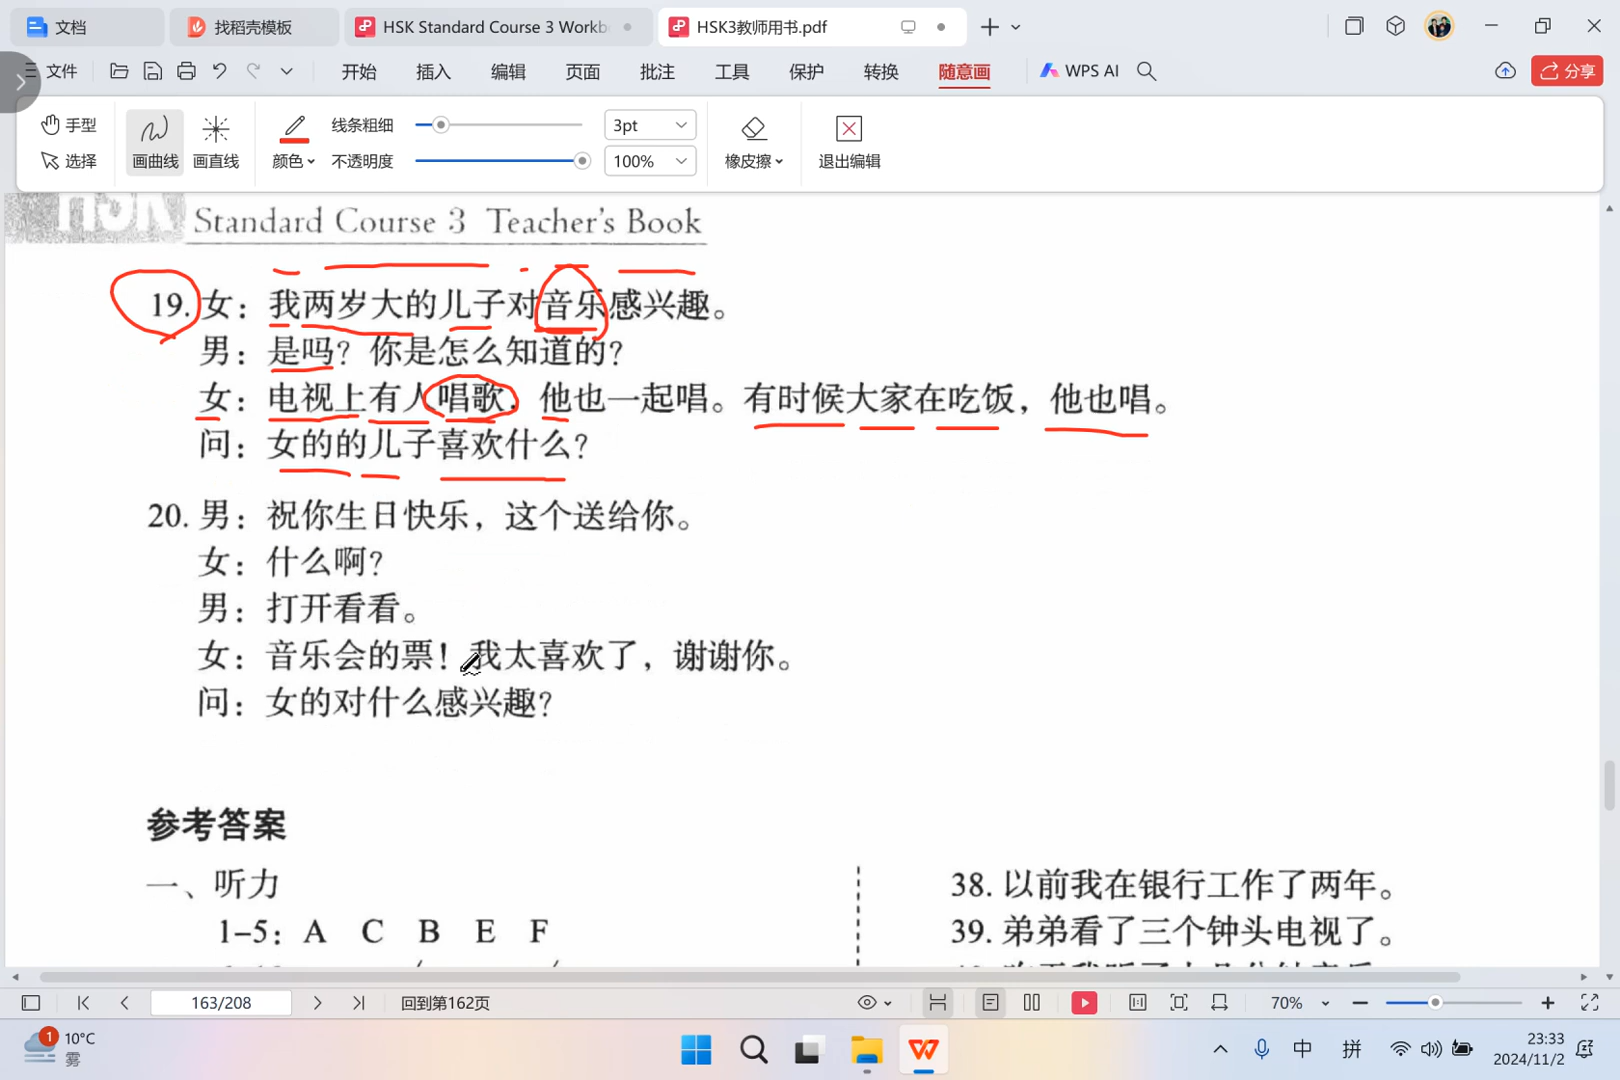 文档
找稻壳模板
HSK Standard Course 3 Workb
HSK3教师用书.pdf
文件
开始
插入
编辑
页面
批注
工具
保护
转换
随意画
WPS AI
分享
手型
选择
画曲线
画直线
颜色
线条粗细
3pt
不透明度
100%
橡皮擦
退出编辑
HSK
Standard Course 3 Teacher's Book
19. 女：我两岁大的儿子对音乐感兴趣。
男：是吗？你是怎么知道的？
女：电视上有人唱歌，他也一起唱。有时候大家在吃饭，他也唱。
问：女的的儿子喜欢什么？
20. 男：祝你生日快乐，这个送给你。
女：什么啊？
男：打开看看。
女：音乐会的票！我太喜欢了，谢谢你。
问：女的对什么感兴趣？
参考答案
一、听力
1–5：A C B E F
38. 以前我在银行工作了两年。
39. 弟弟看了三个钟头电视了。
163/208
回到第162页
70%
1
10°C
雾
中
拼
23:33
2024/11/2